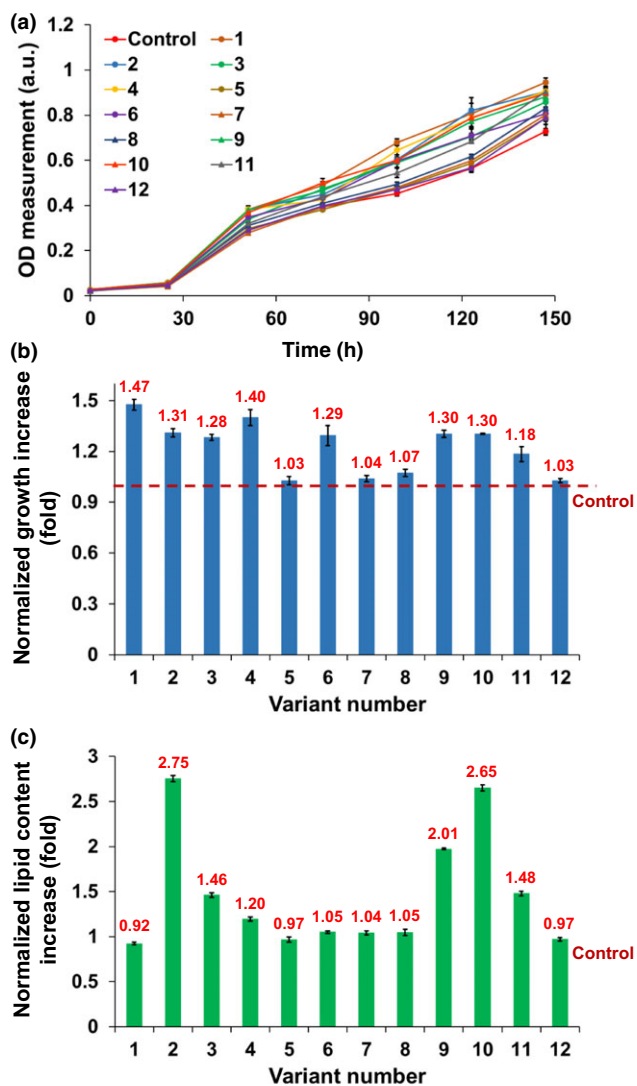 (a)
OD measurement (a.u.)
1.2
1
0.8
0.6
0.4
0.2
0
Control 1
2 3
4 5
6 7
8 9
10 11
12
0 30 60 90 120 150
Time (h)
(b)
Normalized growth increase
(fold)
1.5
1.2
0.9
0.6
0.3
0
1.47 1.31 1.28 1.40 1.03 1.29 1.04 1.07 1.30 1.30 1.18 1.03
Control
1 2 3 4 5 6 7 8 9 10 11 12
Variant number
(c)
Normalized lipid content
increase (fold)
3
2.5
2
1.5
1
0.5
0
0.92 2.75 1.46 1.20 0.97 1.05 1.04 1.05 2.01 2.65 1.48 0.97
Control
1 2 3 4 5 6 7 8 9 10 11 12
Variant number